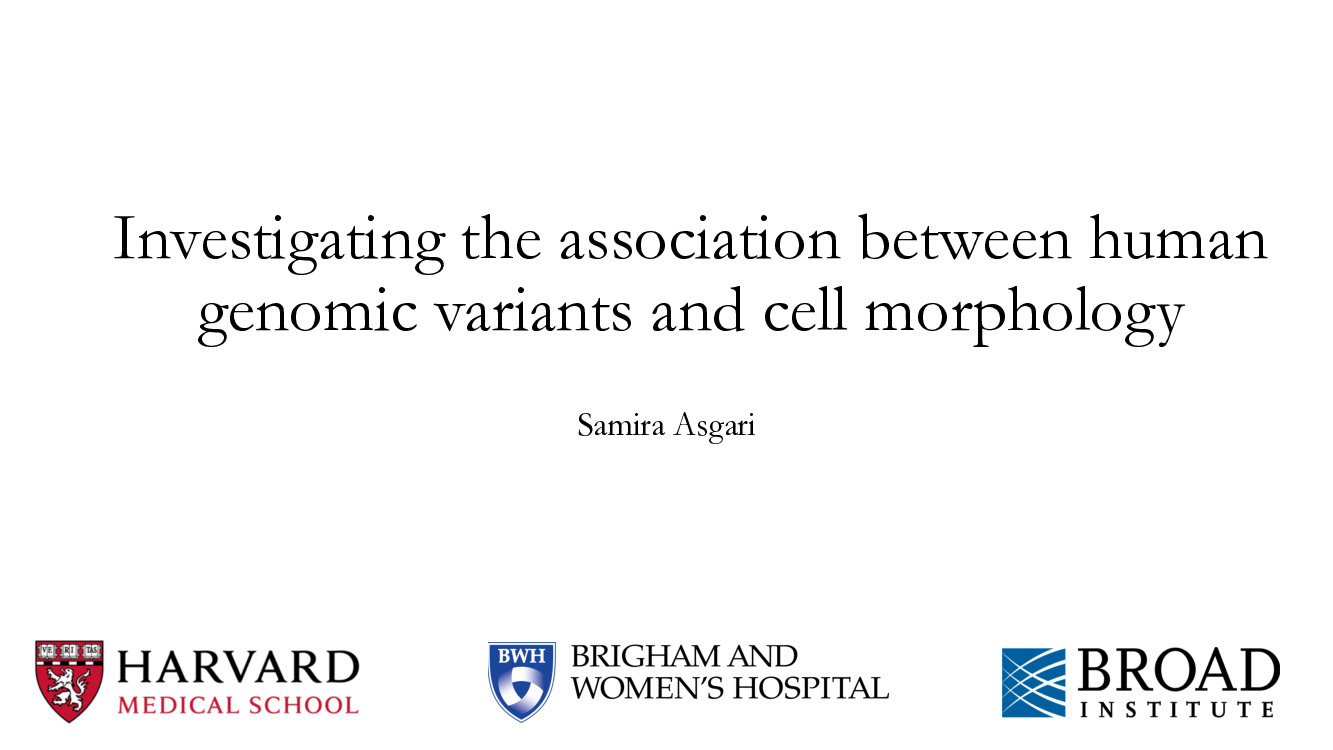 Investigating the association between human
genomic variants and cell morphology
Samira Asgari
VE RI TAS
HARVARD
MEDICAL SCHOOL
BWH
BRIGHAM AND
WOMEN'S HOSPITAL
BROAD
INSTITUTE